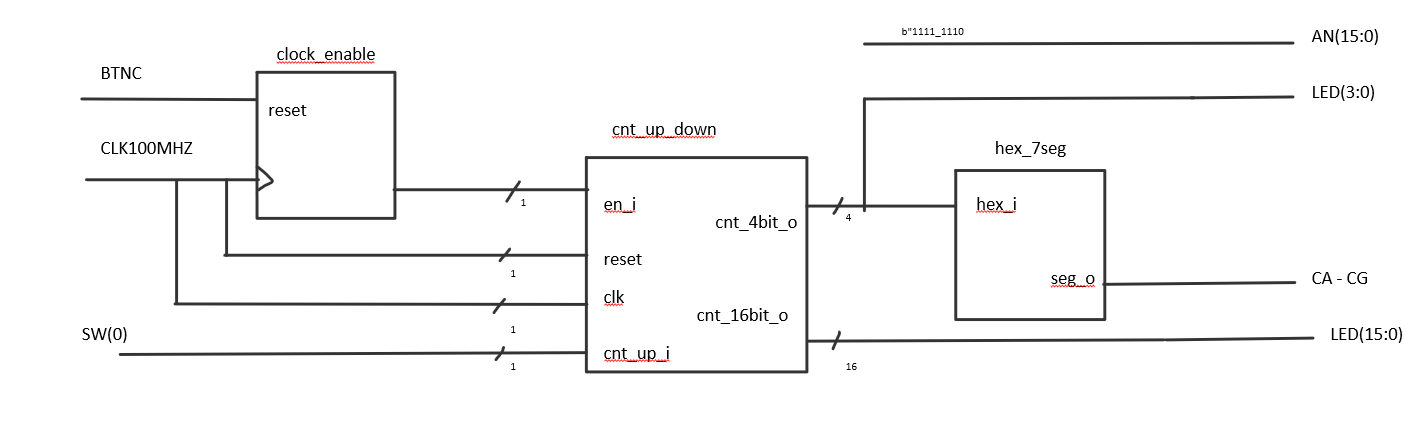 b"1111_1110
AN(15:0)
clock_enable
BTNC
LED(3:0)
reset
cnt_up_down
CLK100MHZ
hex_7seg
en_i
1
cnt_4bit_o
4
hex_i
reset
1
seg_o
CA - CG
clk
cnt_16bit_o
1
SW(0)
LED(15:0)
cnt_up_i
1
16